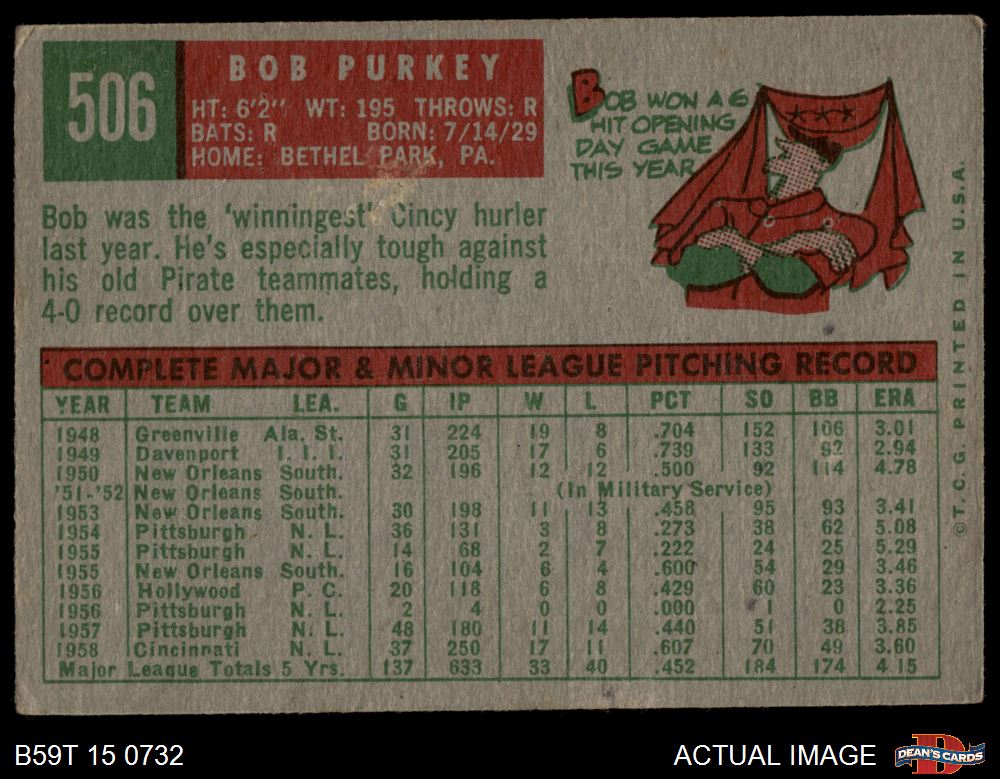 506
BOB PURKEY
HT: 6'2" WT: 195 THROWS: R
BATS: R BORN: 7/14/29
HOME: BETHEL PARK, PA.
BOB WON A 6
HIT OPENING
DAY GAME
THIS YEAR
Bob was the 'winningest' Cincy hurler
last year. He's especially tough against
his old Pirate teammates, holding a
4-0 record over them.
COMPLETE MAJOR & MINOR LEAGUE PITCHING RECORD
YEAR TEAM LEA. G IP W L PCT SO BB ERA
1948 Greenville Ala. St. 31 224 19 8 .704 152 106 3.01
1949 Davenport I. I. I. 31 205 17 6 .739 133 92 2.94
1950 New Orleans South. 32 196 12 12 .500 92 114 4.78
'51-'52 New Orleans South. (In Military Service)
1953 New Orleans South. 30 198 11 13 .458 95 93 3.41
1954 Pittsburgh N. L. 36 131 3 8 .273 38 62 5.08
1955 Pittsburgh N. L. 14 68 2 7 .222 24 25 5.29
1955 New Orleans South. 16 104 6 4 .600 54 29 3.46
1956 Hollywood P. C. 20 118 6 8 .429 60 23 3.36
1956 Pittsburgh N. L. 2 4 0 0 .000 1 0 2.25
1957 Pittsburgh N. L. 48 180 11 14 .440 51 38 3.85
1958 Cincinnati N. L. 37 250 17 11 .607 70 49 3.60
Major League Totals 5 Yrs. 137 633 33 40 .452 184 174 4.15
©T.C.G. PRINTED IN U.S.A.
B59T 15 0732
ACTUAL IMAGE
DEAN'S CARDS